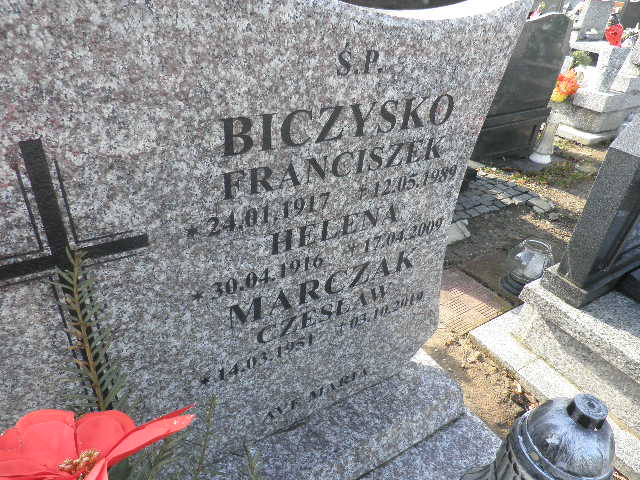 Ś.P.
BICZYSKO
FRANCISZEK
* 24.01.1917 +12.05.1989
HELENA
* 30.04.1916 +17.04.2009
MARCZAK
CZESŁAW
* 14.03.1951 +03.10.2019
AVE MARIA